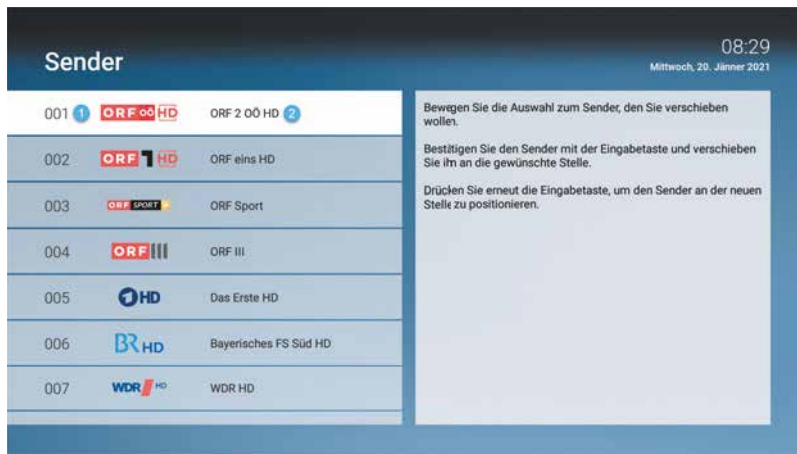 Sender
08:29
Mittwoch, 20. Jänner 2021
001 1 ORF OÖ HD ORF 2 OÖ HD 2
002 ORF 1 HD ORF eins HD
003 ORF SPORT + ORF Sport
004 ORF III ORF III
005 1 HD Das Erste HD
006 BR HD Bayerisches FS Süd HD
007 WDR HD WDR HD
Bewegen Sie die Auswahl zum Sender, den Sie verschieben
wollen.
Bestätigen Sie den Sender mit der Eingabetaste und verschieben
Sie ihn an die gewünschte Stelle.
Drücken Sie erneut die Eingabetaste, um den Sender an der neuen
Stelle zu positionieren.